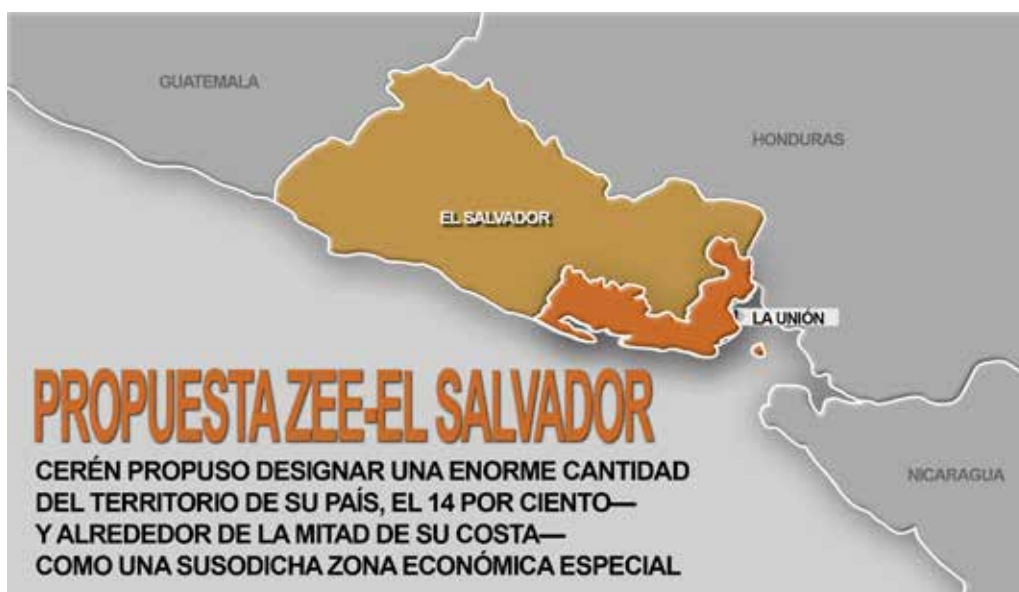 GUATEMALA
HONDURAS
EL SALVADOR
LA UNIÓN
PROPUESTA ZEE-EL SALVADOR
NICARAGUA
CERÉN PROPUSO DESIGNAR UNA ENORME CANTIDAD
DEL TERRITORIO DE SU PAÍS, EL 14 POR CIENTO—
Y ALREDEDOR DE LA MITAD DE SU COSTA—
COMO UNA SUSODICHA ZONA ECONÓMICA ESPECIAL